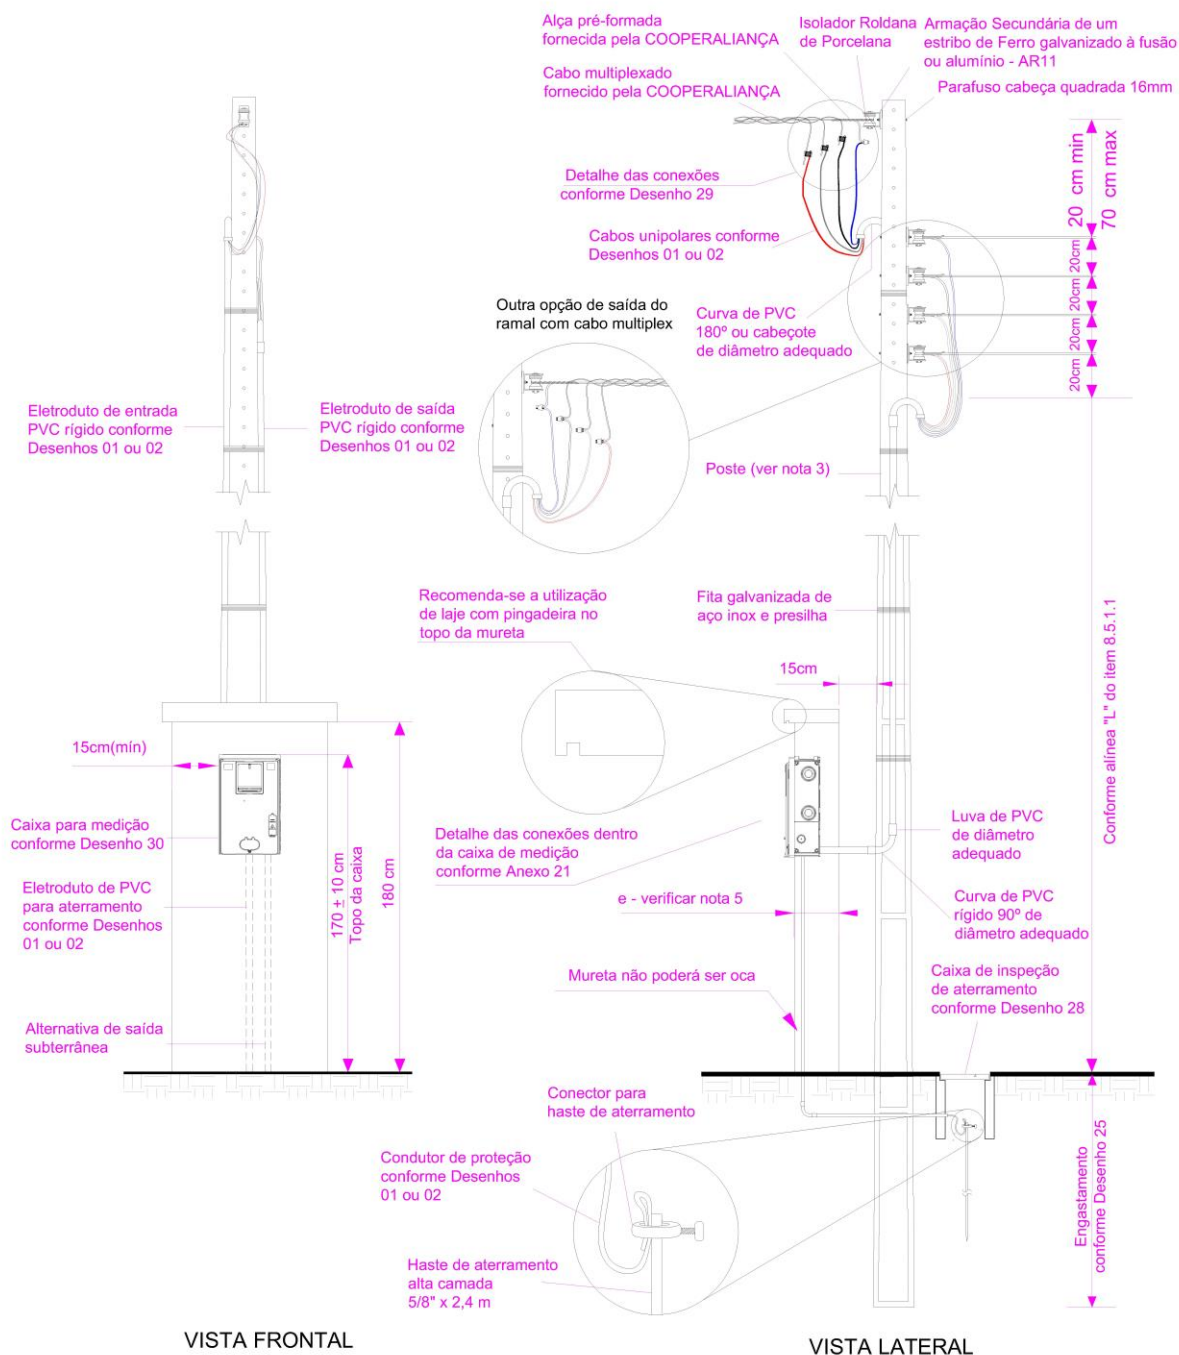 Alça pré-formada
fornecida pela COOPERALIANÇA
Isolador Roldana
de Porcelana
Armação Secundária de um
estribo de Ferro galvanizado à fusão
ou alumínio - AR11
Cabo multiplexado
fornecido pela COOPERALIANÇA
Parafuso cabeça quadrada 16mm
20 cm min
70 cm max
Detalhe das conexões
conforme Desenho 29
Cabos unipolares conforme
Desenhos 01 ou 02
20cm
20cm
20cm
20cm
Outra opção de saída do
ramal com cabo multiplex
Curva de PVC
180º ou cabeçote
de diâmetro adequado
Eletroduto de entrada
PVC rígido conforme
Desenhos 01 ou 02
Eletroduto de saída
PVC rígido conforme
Desenhos 01 ou 02
Poste (ver nota 3)
Recomenda-se a utilização
de laje com pingadeira no
topo da mureta
Fita galvanizada de
aço inox e presilha
15cm
Conforme alínea "L" do item 8.5.1.1
15cm(mín)
Caixa para medição
conforme Desenho 30
Detalhe das conexões dentro
da caixa de medição
conforme Anexo 21
Luva de PVC
de diâmetro
adequado
Eletroduto de PVC
para aterramento
conforme Desenhos
01 ou 02
170 ± 10 cm
Topo da caixa
180 cm
e - verificar nota 5
Curva de PVC
rígido 90º de
diâmetro adequado
Mureta não poderá ser oca
Caixa de inspeção
de aterramento
conforme Desenho 28
Alternativa de saída
subterrânea
Conector para
haste de aterramento
Condutor de proteção
conforme Desenhos
01 ou 02
Engastamento
conforme Desenho 25
Haste de aterramento
alta camada
5/8" x 2,4 m
VISTA FRONTAL
VISTA LATERAL